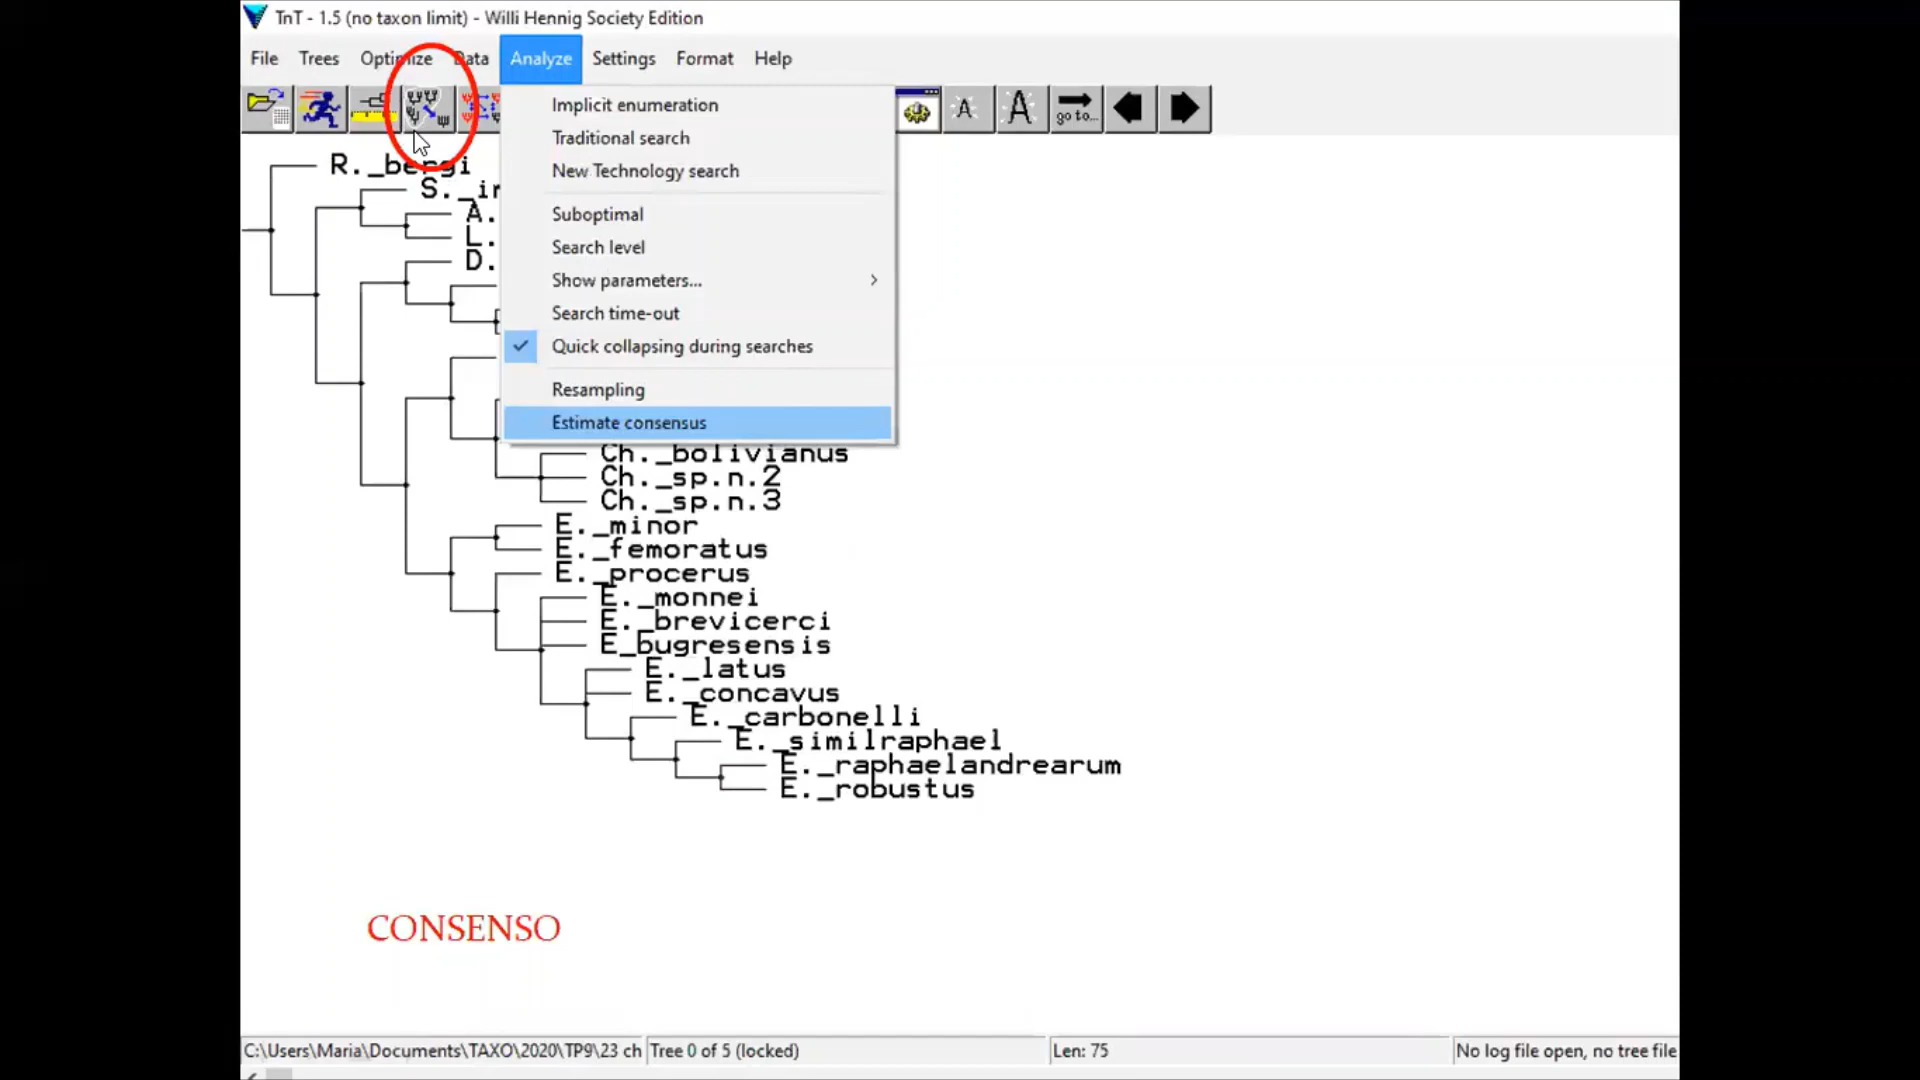 TnT - 1.5 (no taxon limit) - Willi Hennig Society Edition
File Trees Optimize Data Analyze Settings Format Help
go to...
Implicit enumeration
Traditional search
New Technology search
Suboptimal
Search level
Show parameters...
Search time-out
Quick collapsing during searches
Resampling
Estimate consensus
R._bergi
S._ir
A.
L.
D.
Ch._bolivianus
Ch._sp.n.2
Ch._sp.n.3
E._minor
E._femoratus
E._procerus
E._monnei
E._brevicerci
E_bugresensis
E._latus
E._concavus
E._carbonelli
E._similraphael
E._raphaelandrearum
E._robustus
CONSENSO
C:\Users\Maria\Documents\TAXO\2020\TP9\23 ch Tree 0 of 5 (locked) Len: 75 No log file open, no tree file